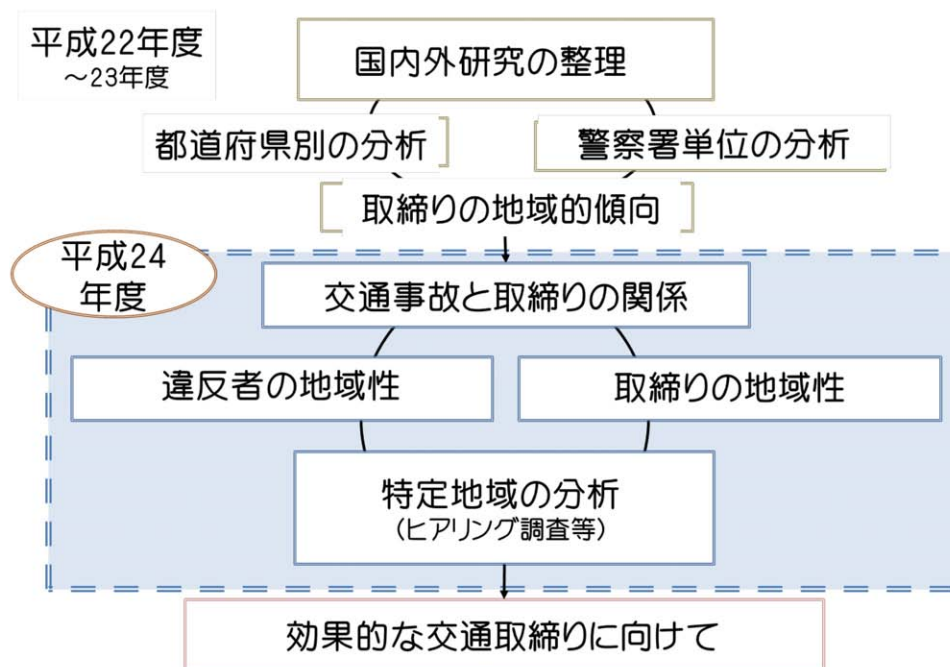 平成22年度
～23年度
国内外研究の整理
都道府県別の分析
警察署単位の分析
取締りの地域的傾向
平成24
年度
交通事故と取締りの関係
違反者の地域性
取締りの地域性
特定地域の分析
(ヒアリング調査等)
効果的な交通取締りに向けて